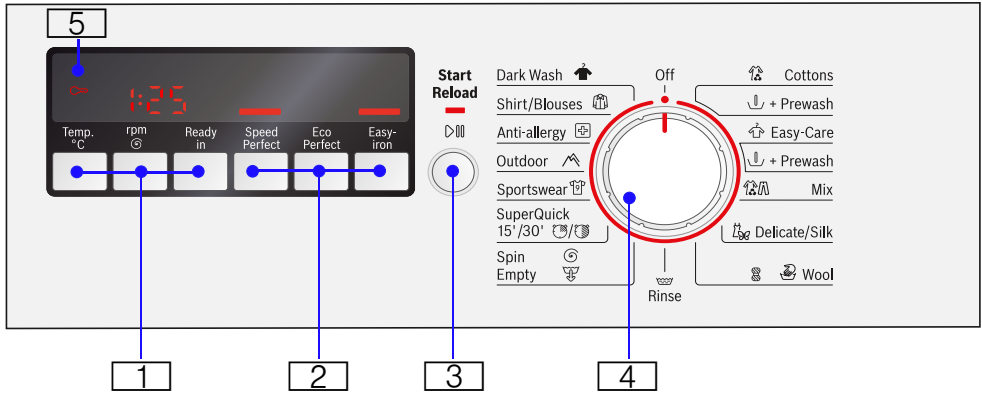 5
1:25
Temp.
°C
rpm
Ready
in
Speed
Perfect
Eco
Perfect
Easy-
iron
Start
Reload
Dark Wash
Shirt/Blouses
Anti-allergy
Outdoor
Sportswear
SuperQuick
15'/30' /
Spin
Empty
Off
Rinse
Cottons
+ Prewash
Easy-Care
+ Prewash
Mix
Delicate/Silk
Wool
1
2
3
4